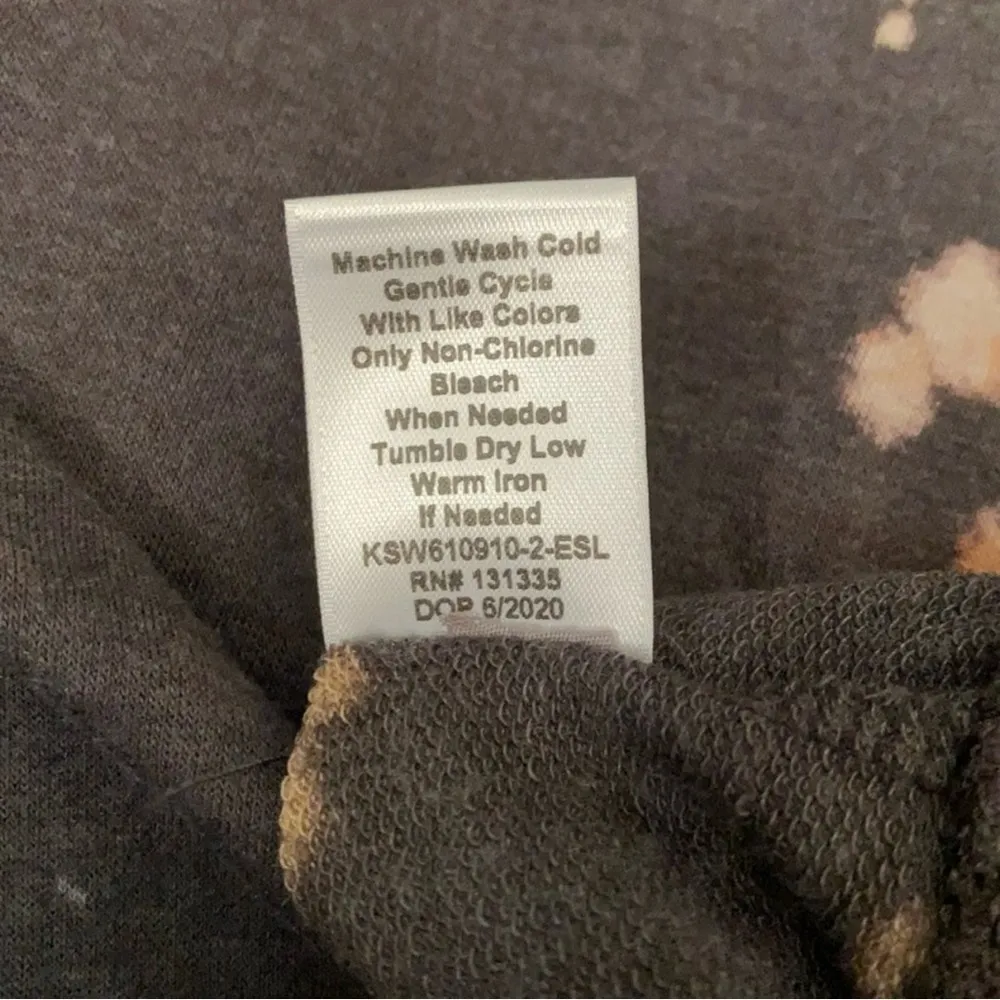 Machine Wash Cold
Gentle Cycle
With Like Colors
Only Non-Chlorine
Bleach
When Needed
Tumble Dry Low
Warm Iron
If Needed
KSW610910-2-ESL
RN# 131335
DOP 6/2020